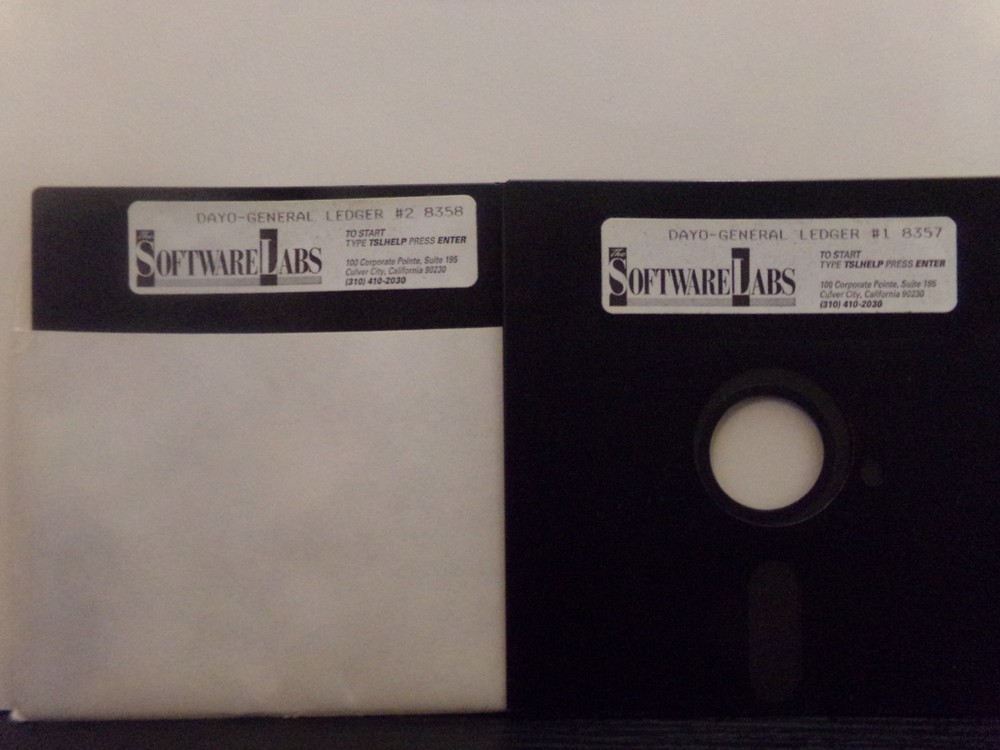 DAYO-GENERAL LEDGER #2 8358
The
SOFTWARE LABS
TO START
TYPE TSLHELP PRESS ENTER
100 Corporate Pointe, Suite 195
Culver City, California 90230
(310) 410-2030
DAYO-GENERAL LEDGER #1 8357
The
SOFTWARE LABS
TO START
TYPE TSLHELP PRESS ENTER
100 Corporate Pointe, Suite 195
Culver City, California 90230
(310) 410-2030